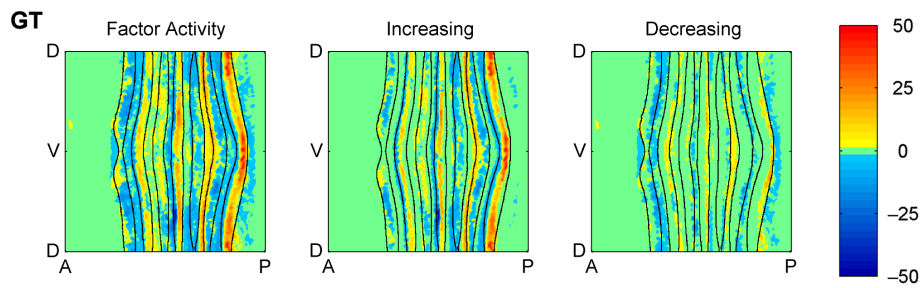 GT
Factor Activity
Increasing
Decreasing
D
V
D
A
P
D
V
D
A
P
D
V
D
A
P
50
25
0
–25
–50